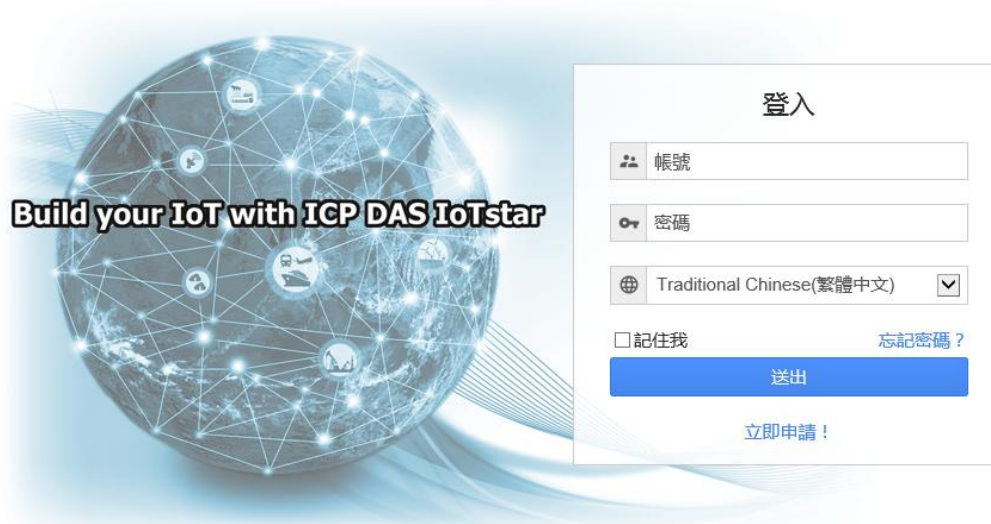 Build your IoT with ICP DAS IoTstar
登入
帳號
密碼
Traditional Chinese(繁體中文)
記住我
忘記密碼？
送出
立即申請！